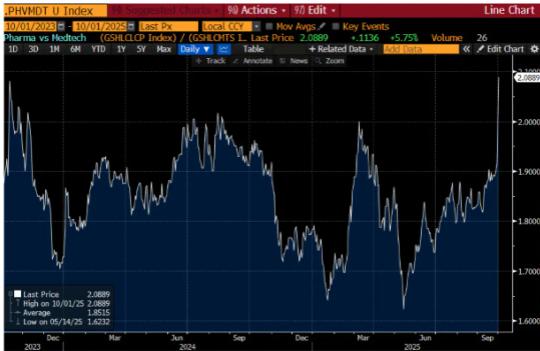 .PHVMDT U Index
99 Suggested Charts
90 Actions
97 Edit
Line Chart
10/01/2023 - 10/01/2025 Last Px Local CCY Mov Avgs Key Events
Pharma vs Medtech (GSHLCLCP Index) / (GSHLCMTS I.. Last Price 2.0889 +.1136 +5.75% Volume 26
1D 3D 1M 6M YTD 1Y 5Y Max Daily ▼ Table + Related Data Add Data « Edit Chart
+ Track Annotate News Zoom
2.1000
2.0889
2.0000
1.9000
1.8000
1.7000
1.6000
Last Price 2.0889
High on 10/01/25 2.0889
Average 1.8515
Low on 05/14/25 1.6232
Dec Mar Jun Sep Dec Mar Jun Sep
2023 2024 2025